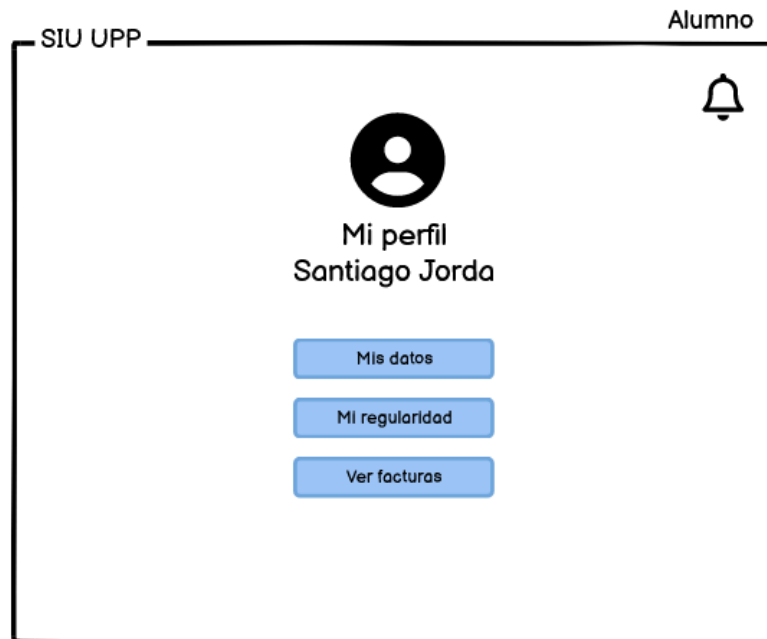 Alumno
SIU UPP
Mi perfil
Santiago Jorda
Mis datos
Mi regularidad
Ver facturas